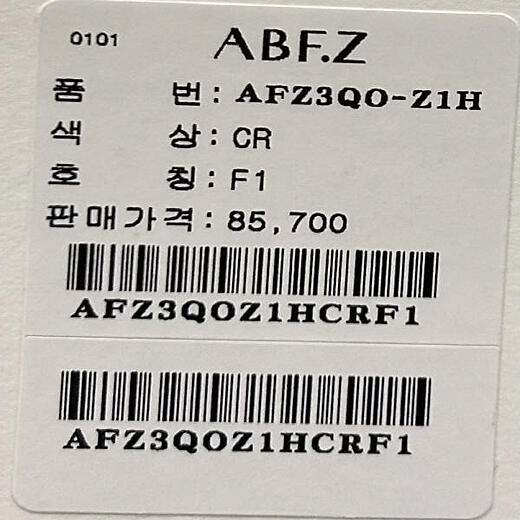 0101 ABF.Z
품 번 : AFZ3QO-Z1H
색 상 : CR
호 칭 : F1
판매가격 : 85,700
AFZ3QOZ1HCRF1
AFZ3QOZ1HCRF1